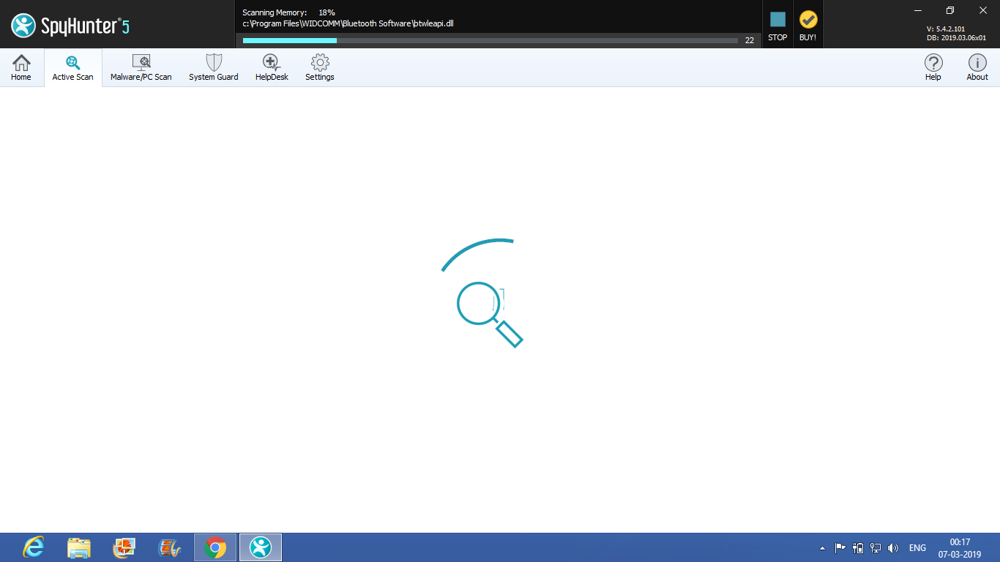 SpyHunter®5
Scanning Memory: 18%
c:\Program Files\WIDCOMM\Bluetooth Software\btwleapi.dll
22
STOP
BUY!
V: 5.4.2.101
DB: 2019.03.06x01
Home
Active Scan
Malware/PC Scan
System Guard
HelpDesk
Settings
Help
About
ENG
00:17
07-03-2019